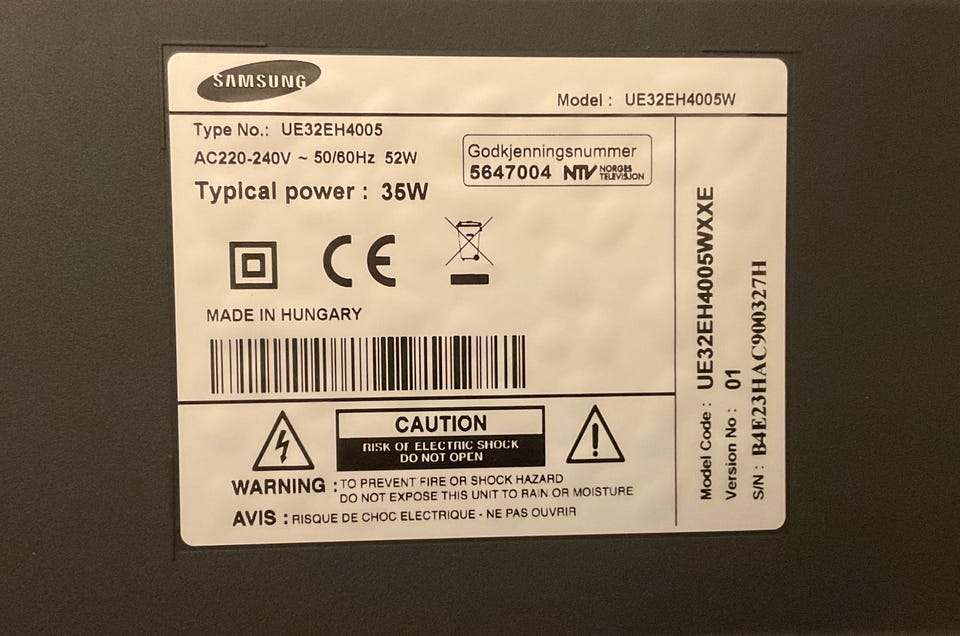 SAMSUNG
Model : UE32EH4005W
Type No.: UE32EH4005
AC220-240V ~ 50/60Hz 52W
Typical power : 35W
Godkjenningsnummer
5647004 NTV NORGES TELEVISJON
CE
MADE IN HUNGARY
CAUTION
RISK OF ELECTRIC SHOCK
DO NOT OPEN
WARNING : TO PREVENT FIRE OR SHOCK HAZARD
DO NOT EXPOSE THIS UNIT TO RAIN OR MOISTURE
AVIS : RISQUE DE CHOC ELECTRIQUE - NE PAS OUVRIR
Model Code : UE32EH4005WXXE
Version No : 01
S/N : B4E23HAC900327H